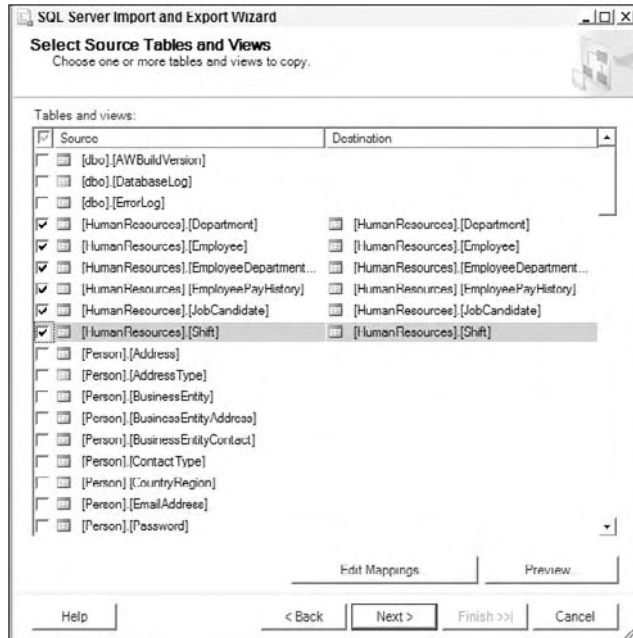 SQL Server Import and Export Wizard
Select Source Tables and Views
Choose one or more tables and views to copy.
Tables and views:
Source Destination
[dbo].[AWBuildVersion]
[dbo].[DatabaseLog]
[dbo].[ErrorLog]
[HumanResources].[Department] [HumanResources].[Department]
[HumanResources].[Employee] [HumanResources].[Employee]
[HumanResources].[EmployeeDepartment... [HumanResources].[EmployeeDepartment...
[HumanResources].[EmployeePayHistory] [HumanResources].[EmployeePayHistory]
[HumanResources].[JobCandidate] [HumanResources].[JobCandidate]
[HumanResources].[Shift] [HumanResources].[Shift]
[Person].[Address]
[Person].[AddressType]
[Person].[BusinessEntity]
[Person].[BusinessEntityAddress]
[Person].[BusinessEntityContact]
[Person].[ContactType]
[Person].[CountryRegion]
[Person].[EmailAddress]
[Person].[Password]
Edit Mappings... Preview...
Help < Back Next > Finish >>| Cancel